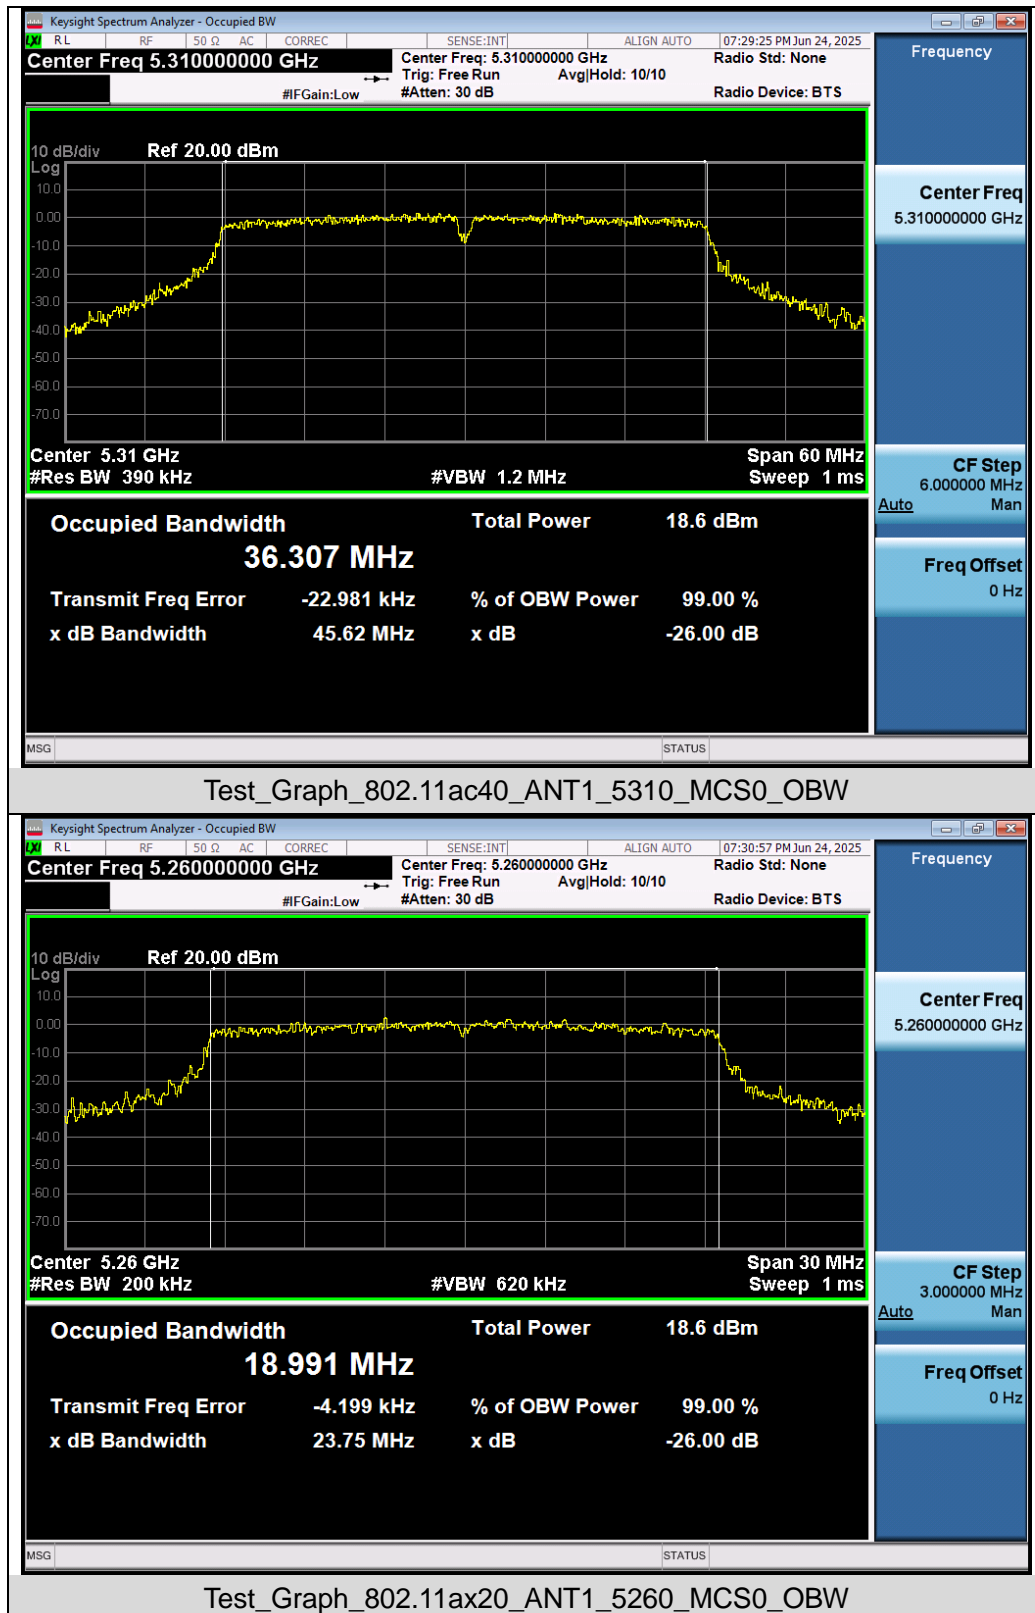 Keysight Spectrum Analyzer - Occupied BW
LXI RL RF 50 Ω AC CORREC SENSE:INT ALIGN AUTO 07:29:25 PM Jun 24, 2025
Center Freq 5.310000000 GHz
#IFGain:Low
Center Freq: 5.310000000 GHz
Trig: Free Run Avg|Hold: 10/10
#Atten: 30 dB
Radio Std: None
Radio Device: BTS
10 dB/div Ref 20.00 dBm
Log
10.0
0.00
-10.0
-20.0
-30.0
-40.0
-50.0
-60.0
-70.0
Center 5.31 GHz Span 60 MHz
#Res BW 390 kHz #VBW 1.2 MHz Sweep 1 ms
Occupied Bandwidth Total Power 18.6 dBm
36.307 MHz
Transmit Freq Error -22.981 kHz % of OBW Power 99.00 %
x dB Bandwidth 45.62 MHz x dB -26.00 dB
MSG STATUS
Frequency
Center Freq
5.310000000 GHz
CF Step
6.000000 MHz
Auto Man
Freq Offset
0 Hz
Test_Graph_802.11ac40_ANT1_5310_MCS0_OBW
Keysight Spectrum Analyzer - Occupied BW
LXI RL RF 50 Ω AC CORREC SENSE:INT ALIGN AUTO 07:30:57 PM Jun 24, 2025
Center Freq 5.260000000 GHz
#IFGain:Low
Center Freq: 5.260000000 GHz
Trig: Free Run Avg|Hold: 10/10
#Atten: 30 dB
Radio Std: None
Radio Device: BTS
10 dB/div Ref 20.00 dBm
Log
10.0
0.00
-10.0
-20.0
-30.0
-40.0
-50.0
-60.0
-70.0
Center 5.26 GHz Span 30 MHz
#Res BW 200 kHz #VBW 620 kHz Sweep 1 ms
Occupied Bandwidth Total Power 18.6 dBm
18.991 MHz
Transmit Freq Error -4.199 kHz % of OBW Power 99.00 %
x dB Bandwidth 23.75 MHz x dB -26.00 dB
MSG STATUS
Frequency
Center Freq
5.260000000 GHz
CF Step
3.000000 MHz
Auto Man
Freq Offset
0 Hz
Test_Graph_802.11ax20_ANT1_5260_MCS0_OBW